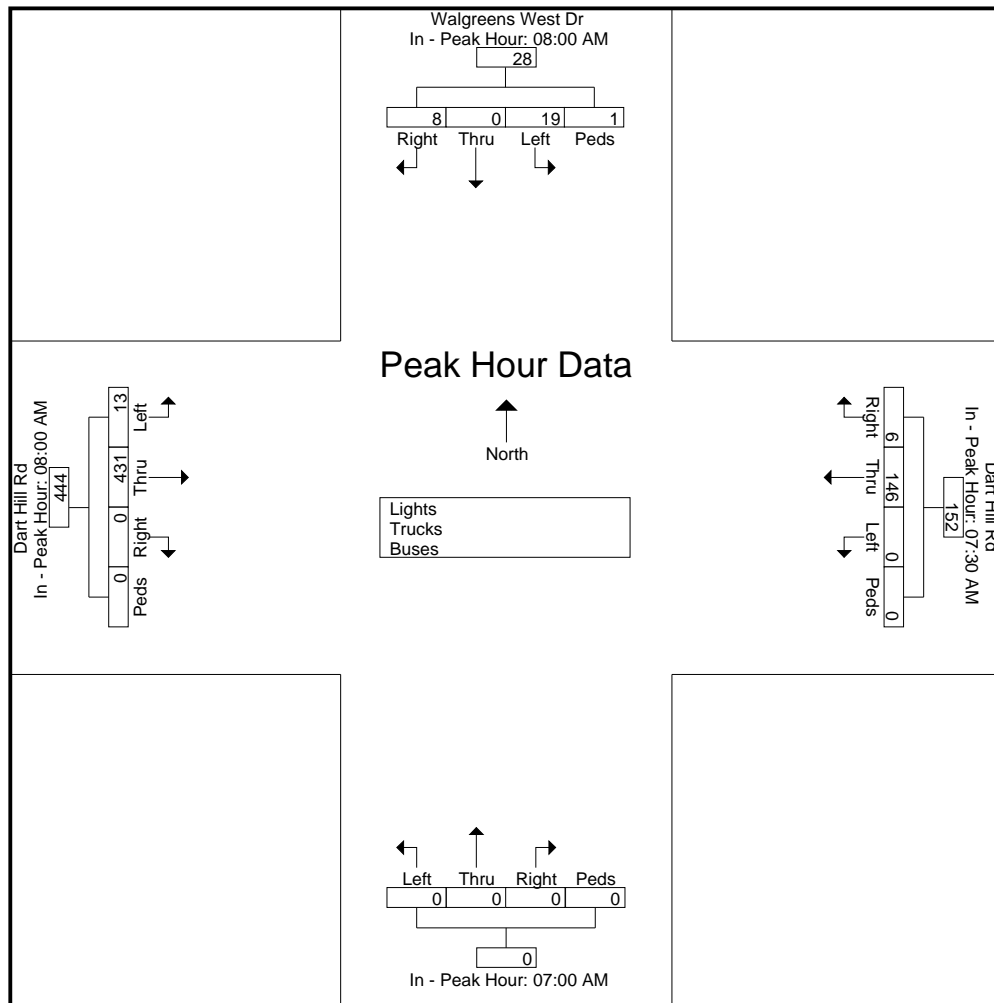 Walgreens West Dr
In - Peak Hour: 08:00 AM
28
8 0 19 1
Right Thru Left Peds
Peak Hour Data
North
Lights
Trucks
Buses
Dart Hill Rd
In - Peak Hour: 08:00 AM
444
13 431 0 0
Left Thru Right Peds
Dart Hill Rd
In - Peak Hour: 07:30 AM
152
6 146 0 0
Right Thru Left Peds
Left Thru Right Peds
0 0 0 0
0
In - Peak Hour: 07:00 AM